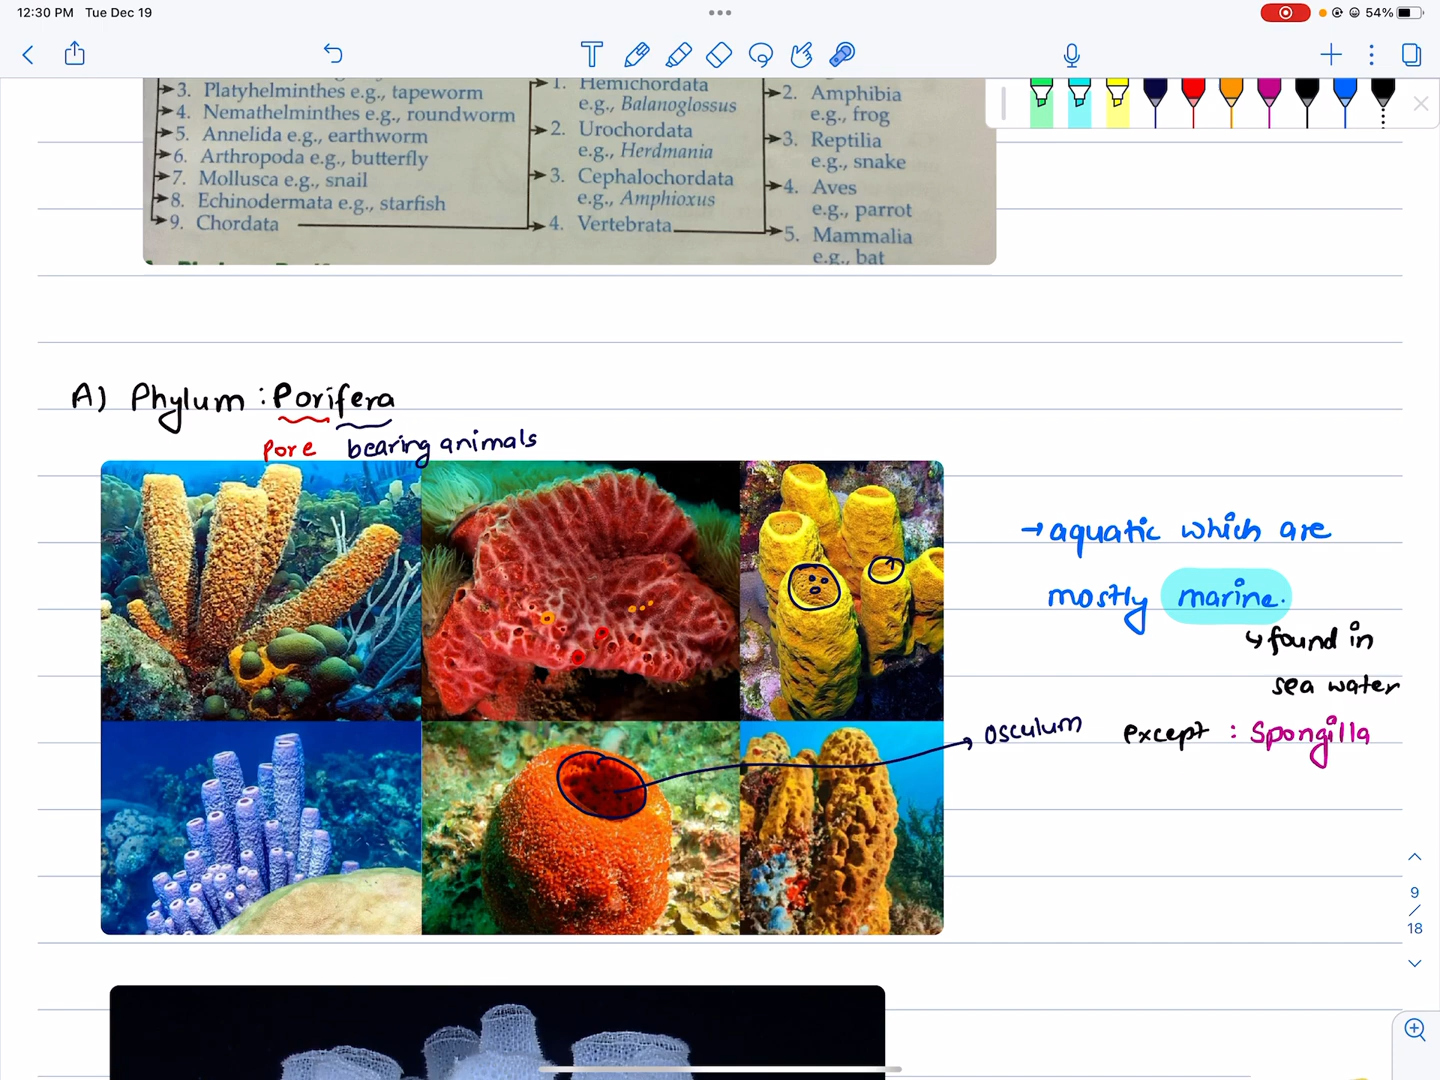 12:30 PM Tue Dec 19
54%
3. Platyhelminthes e.g., tapeworm
4. Nemathelminthes e.g., roundworm
5. Annelida e.g., earthworm
6. Arthropoda e.g., butterfly
7. Mollusca e.g., snail
8. Echinodermata e.g., starfish
9. Chordata
1. Hemichordata
e.g., Balanoglossus
2. Urochordata
e.g., Herdmania
3. Cephalochordata
e.g., Amphioxus
4. Vertebrata
2. Amphibia
e.g., frog
3. Reptilia
e.g., snake
4. Aves
e.g., parrot
5. Mammalia
e.g., bat
A) Phylum : Porifera
Pore bearing animals
→ aquatic which are
mostly marine.
↳ found in
sea water
osculum
except : Spongilla
9
/
18